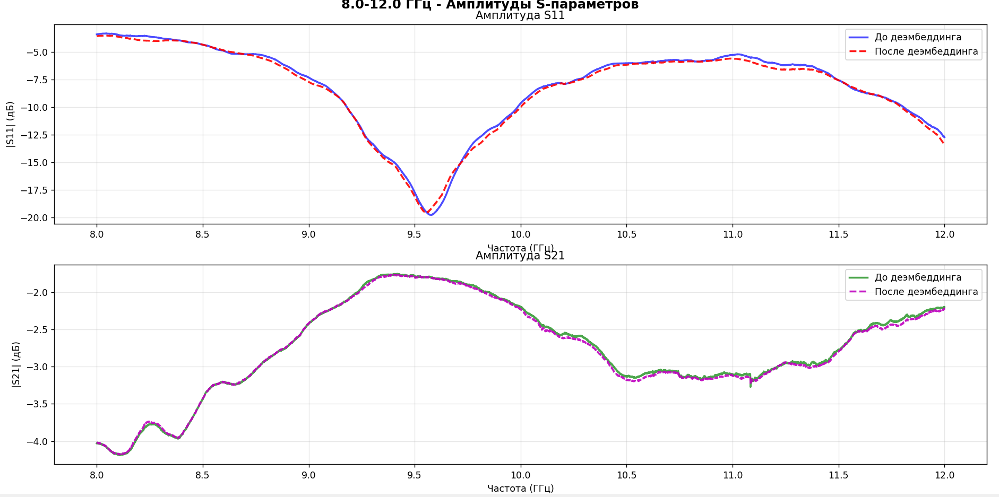 8.0-12.0 ГГц - Амплитуды S-параметров
Амплитуда S11
До деэмбеддинга
После деэмбеддинга
|S11| (дБ)
−5.0
−7.5
−10.0
−12.5
−15.0
−17.5
−20.0
8.0 8.5 9.0 9.5 10.0 10.5 11.0 11.5 12.0
Частота (ГГц)
Амплитуда S21
До деэмбеддинга
После деэмбеддинга
|S21| (дБ)
−2.0
−2.5
−3.0
−3.5
−4.0
8.0 8.5 9.0 9.5 10.0 10.5 11.0 11.5 12.0
Частота (ГГц)